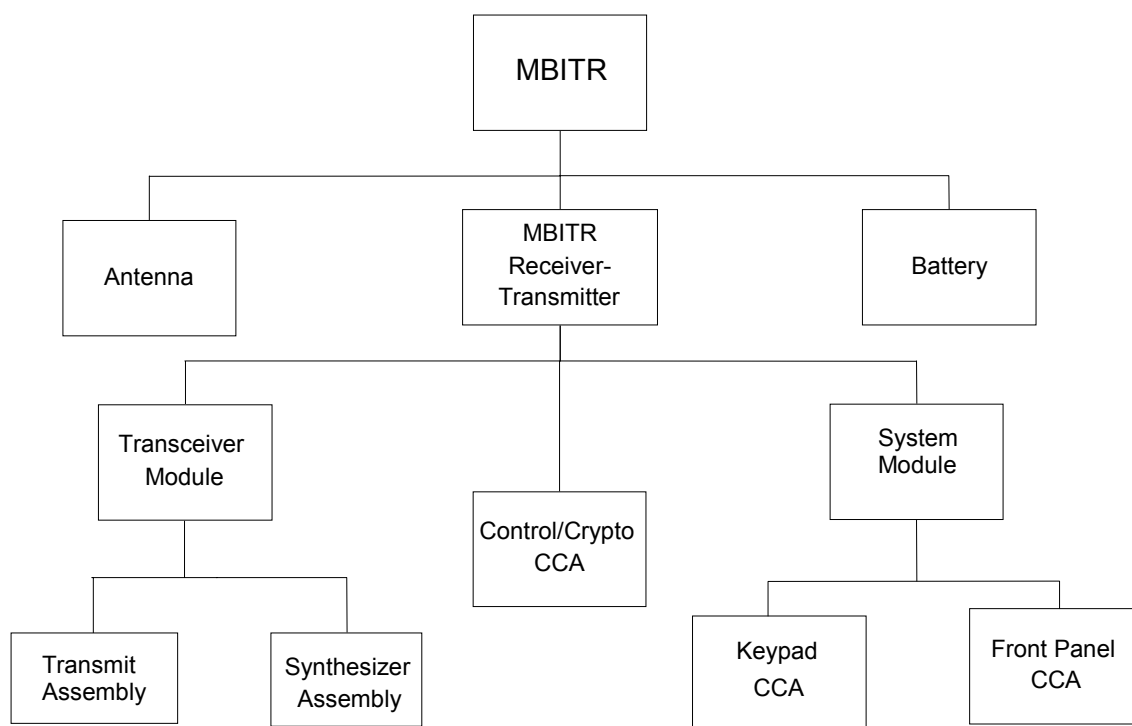 MBITR
Antenna
MBITR
Receiver-
Transmitter
Battery
Transceiver
Module
Control/Crypto
CCA
System
Module
Transmit
Assembly
Synthesizer
Assembly
Keypad
CCA
Front Panel
CCA